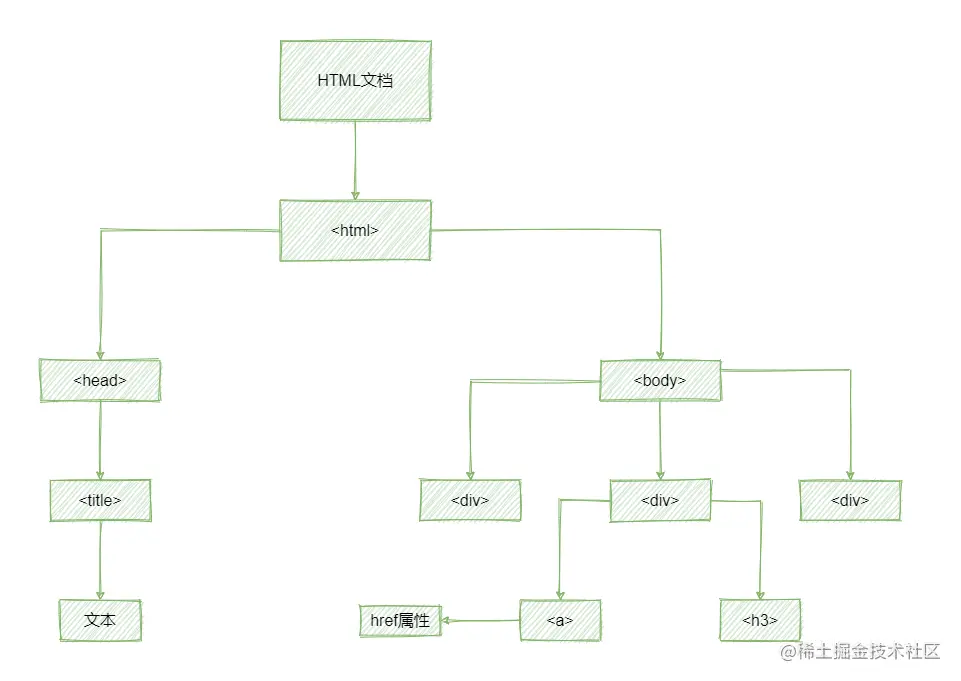 HTML文档
<html>
<head>
<body>
<title>
<div>
<div>
<div>
文本
href属性
<a>
<h3>
@稀土掘金技术社区